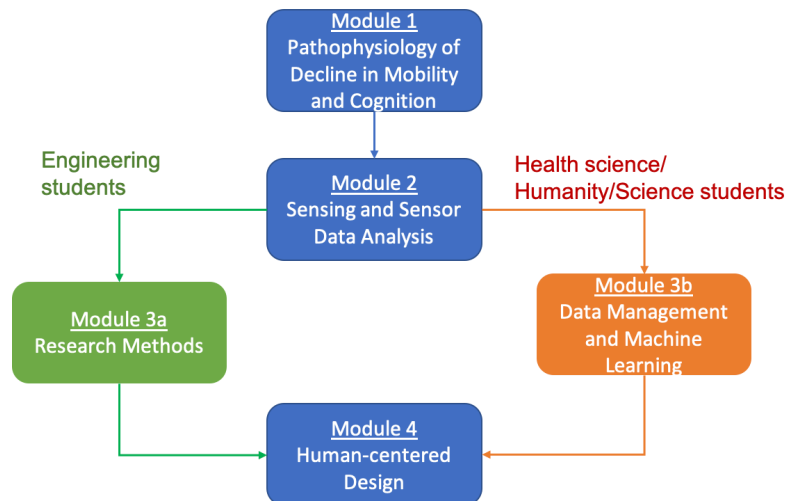 Module 1
Pathophysiology of
Decline in Mobility
and Cognition
Engineering
students
Module 2
Sensing and Sensor
Data Analysis
Health science/
Humanity/Science students
Module 3a
Research Methods
Module 3b
Data Management
and Machine
Learning
Module 4
Human-centered
Design